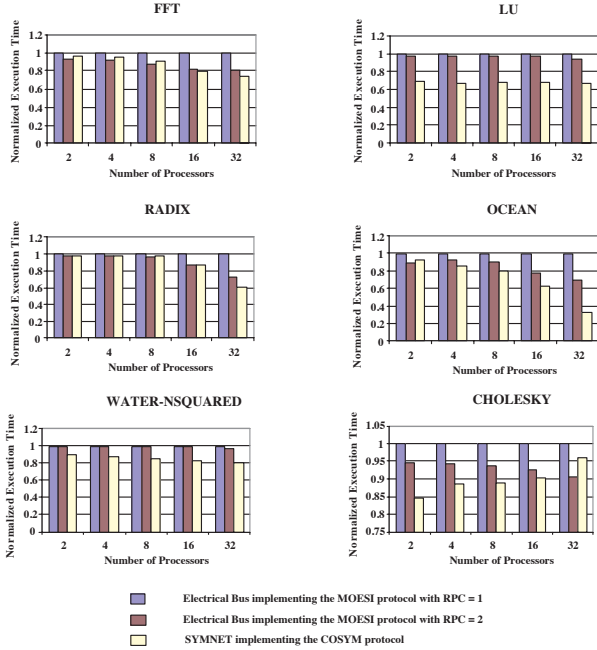 FFT
Normalized Execution Time
1.2
1
0.8
0.6
0.4
0.2
0
2 4 8 16 32
Number of Processors
LU
Normalized Execution Time
1.2
1
0.8
0.6
0.4
0.2
0
2 4 8 16 32
Number of Processors
RADIX
Normalized Execution Time
1.2
1
0.8
0.6
0.4
0.2
0
2 4 8 16 32
Number of Processors
OCEAN
Normalized Execution Time
1.2
1
0.8
0.6
0.4
0.2
0
2 4 8 16 32
Number of Processors
WATER-NSQUARED
Normalized Execution Time
1.2
1
0.8
0.6
0.4
0.2
0
2 4 8 16 32
Number of Processors
CHOLESKY
Normalized Execution Time
1.05
1
0.95
0.9
0.85
0.8
0.75
2 4 8 16 32
Number of Processors
Electrical Bus implementing the MOESI protocol with RPC = 1
Electrical Bus implementing the MOESI protocol with RPC = 2
SYMNET implementing the COSYM protocol